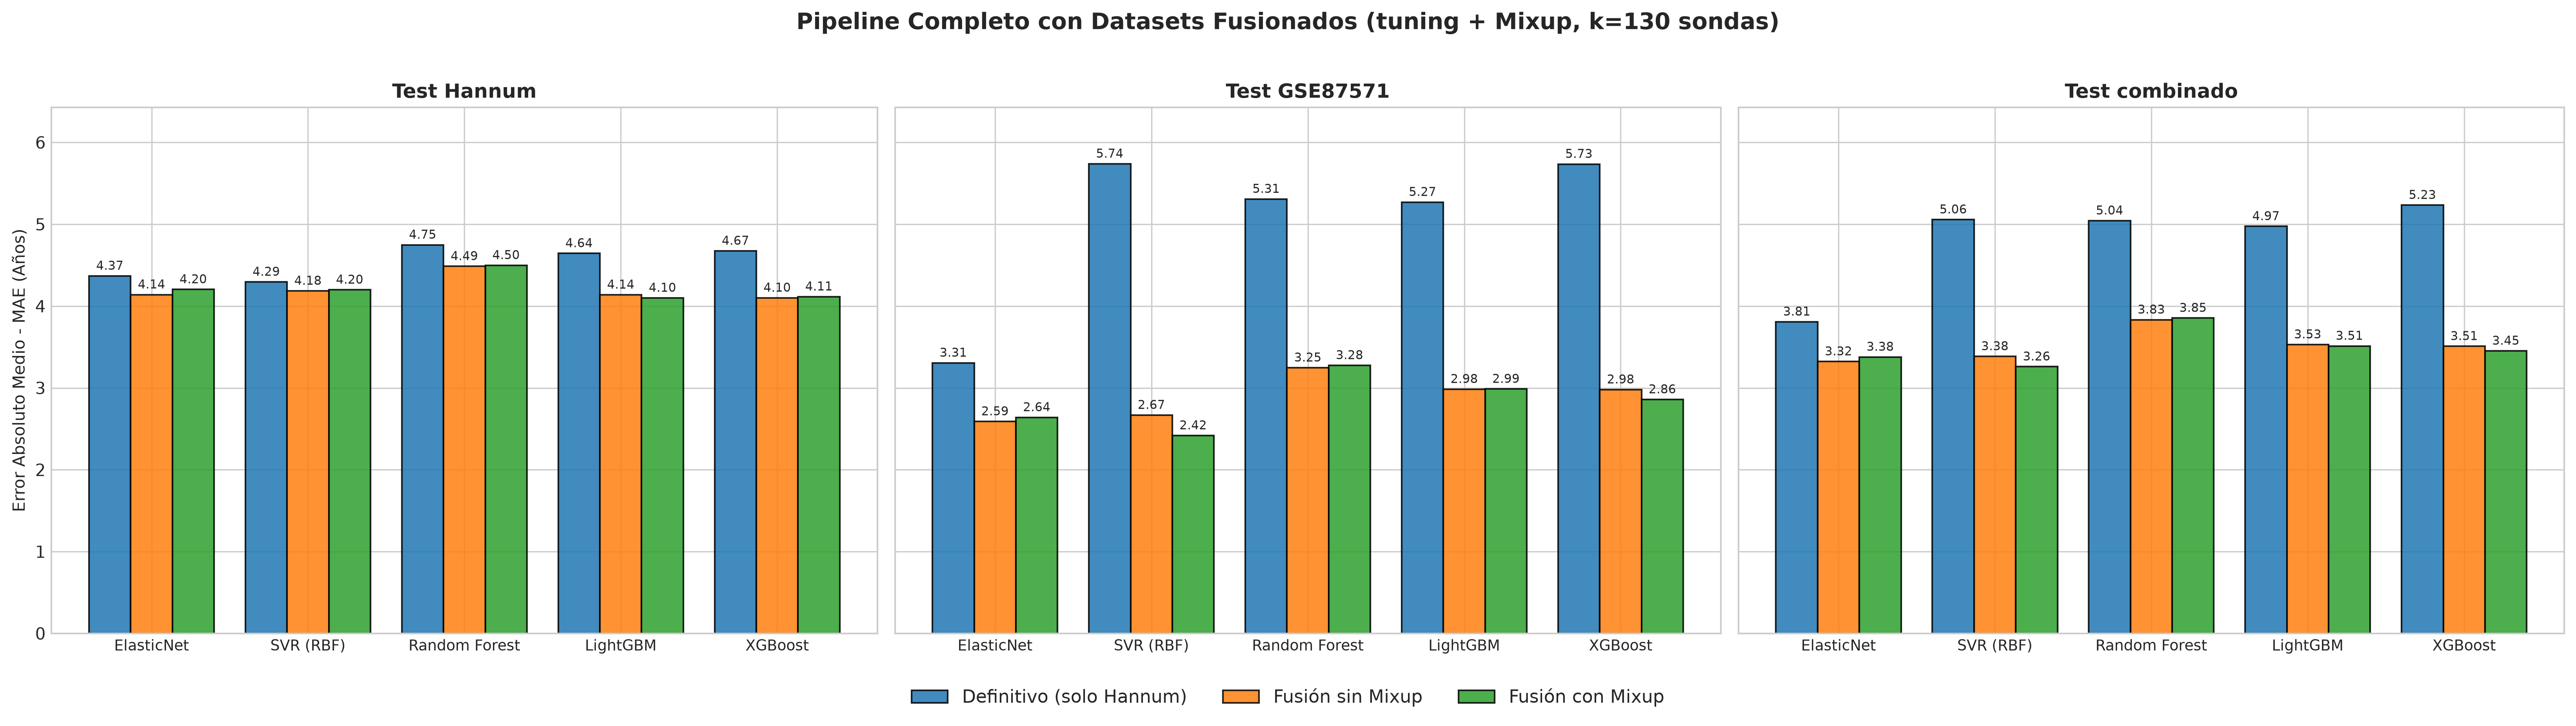 Pipeline Completo con Datasets Fusionados (tuning + Mixup, k=130 sondas)
Test Hannum
Error Absoluto Medio - MAE (Años)
6
5
4
3
2
1
0
4.37
4.14
4.20
4.29
4.18
4.20
4.75
4.49
4.50
4.64
4.14
4.10
4.67
4.10
4.11
ElasticNet
SVR (RBF)
Random Forest
LightGBM
XGBoost
Test GSE87571
3.31
2.59
2.64
5.74
2.67
2.42
5.31
3.25
3.28
5.27
2.98
2.99
5.73
2.98
2.86
ElasticNet
SVR (RBF)
Random Forest
LightGBM
XGBoost
Test combinado
3.81
3.32
3.38
5.06
3.38
3.26
5.04
3.83
3.85
4.97
3.53
3.51
5.23
3.51
3.45
ElasticNet
SVR (RBF)
Random Forest
LightGBM
XGBoost
Definitivo (solo Hannum)
Fusión sin Mixup
Fusión con Mixup